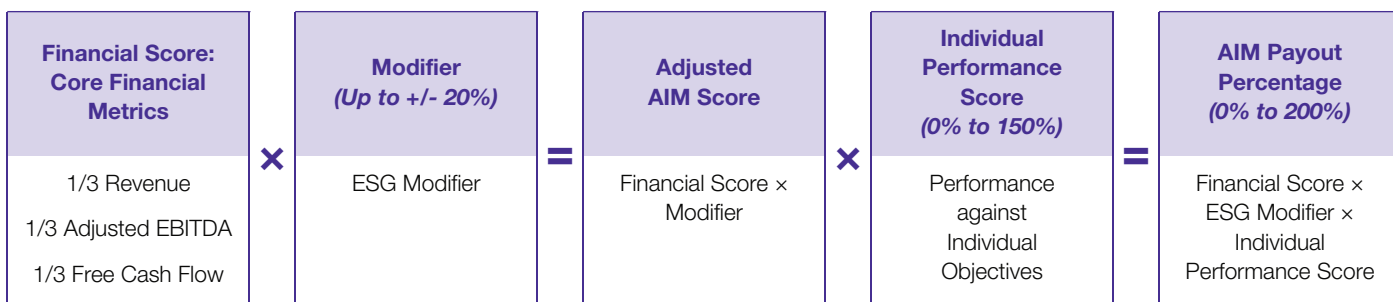 Financial Score:
Core Financial
Metrics
1/3 Revenue
1/3 Adjusted EBITDA
1/3 Free Cash Flow
×
Modifier
(Up to +/- 20%)
ESG Modifier
=
Adjusted
AIM Score
Financial Score ×
Modifier
×
Individual
Performance
Score
(0% to 150%)
Performance
against
Individual
Objectives
=
AIM Payout
Percentage
(0% to 200%)
Financial Score ×
ESG Modifier ×
Individual
Performance Score